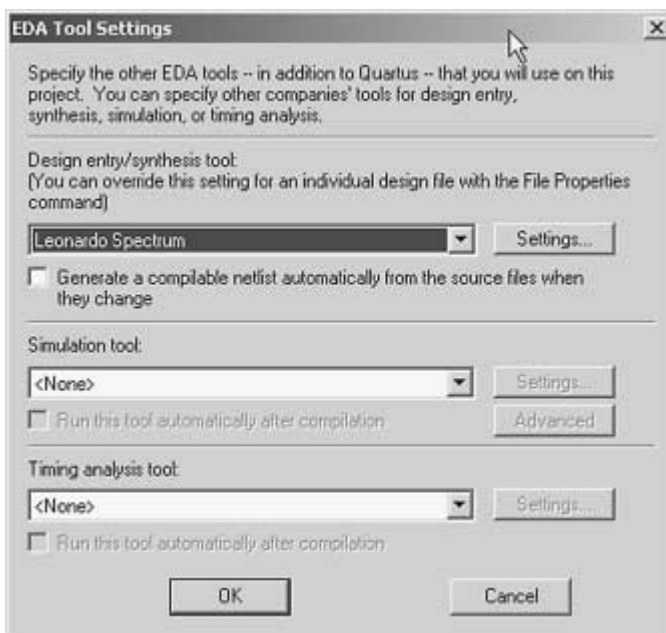 EDA Tool Settings
Specify the other EDA tools -- in addition to Quartus -- that you will use on this
project. You can specify other companies' tools for design entry,
synthesis, simulation, or timing analysis.
Design entry/synthesis tool:
(You can override this setting for an individual design file with the File Properties
command)
Leonardo Spectrum
Settings...
Generate a compilable netlist automatically from the source files when
they change
Simulation tool:
<None>
Settings...
Run this tool automatically after compilation
Advanced
Timing analysis tool:
<None>
Settings...
Run this tool automatically after compilation
OK
Cancel